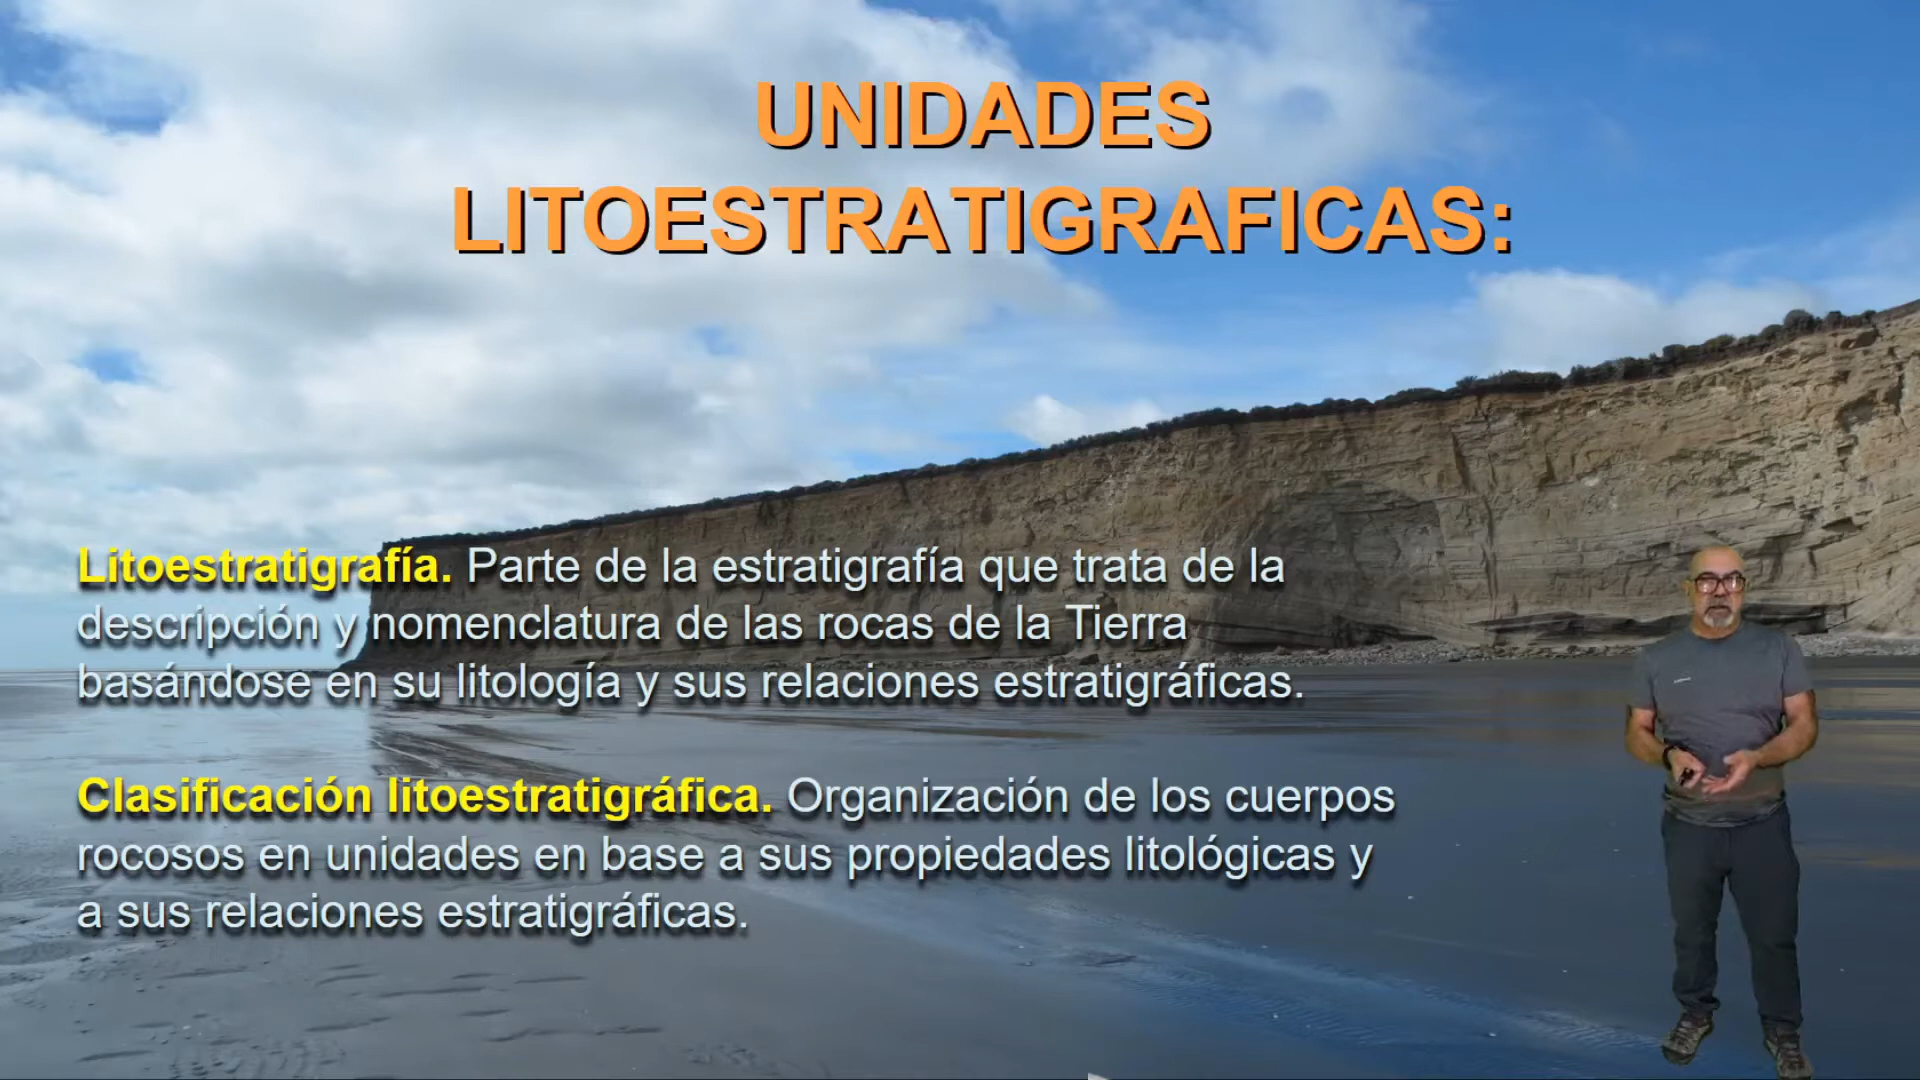 UNIDADES
LITOESTRATIGRAFICAS:
Litoestratigrafía. Parte de la estratigrafía que trata de la
descripción y nomenclatura de las rocas de la Tierra
basándose en su litología y sus relaciones estratigráficas.
Clasificación litoestratigráfica. Organización de los cuerpos
rocosos en unidades en base a sus propiedades litológicas y
a sus relaciones estratigráficas.